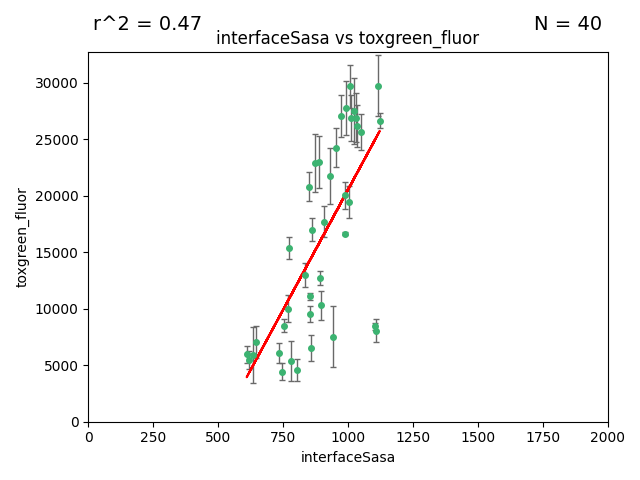 r^2 = 0.47
N = 40
interfaceSasa vs toxgreen_fluor
toxgreen_fluor
30000
25000
20000
15000
10000
5000
0
0 250 500 750 1000 1250 1500 1750 2000
interfaceSasa